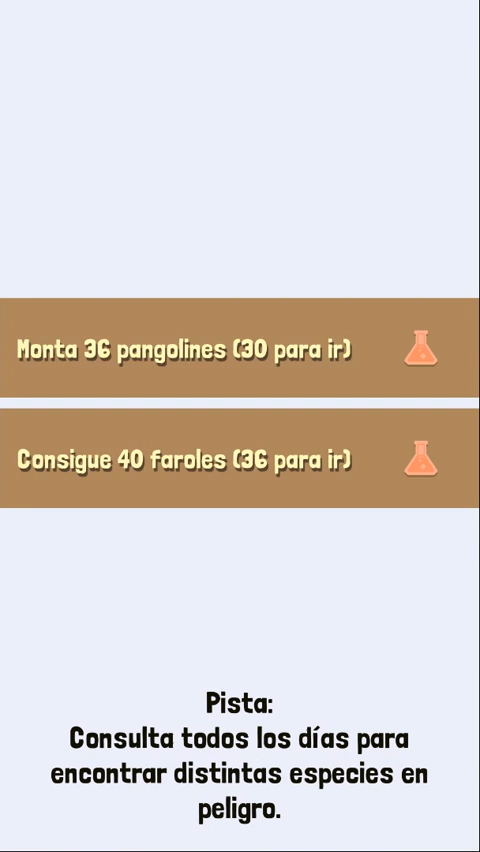 Monta 36 pangolines (30 para ir)
Consigue 40 faroles (36 para ir)
Pista:
Consulta todos los días para
encontrar distintas especies en
peligro.